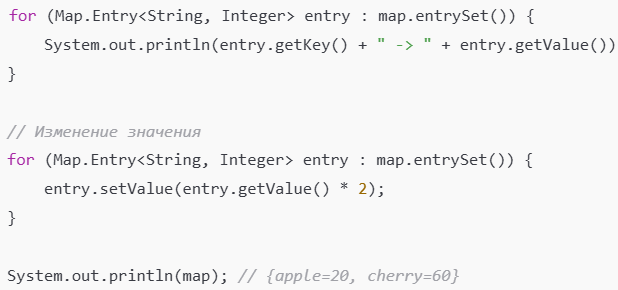 for (Map.Entry<String, Integer> entry : map.entrySet()) {
    System.out.println(entry.getKey() + " -> " + entry.getValue())
}
// Изменение значения
for (Map.Entry<String, Integer> entry : map.entrySet()) {
    entry.setValue(entry.getValue() * 2);
}
System.out.println(map); // {apple=20, cherry=60}